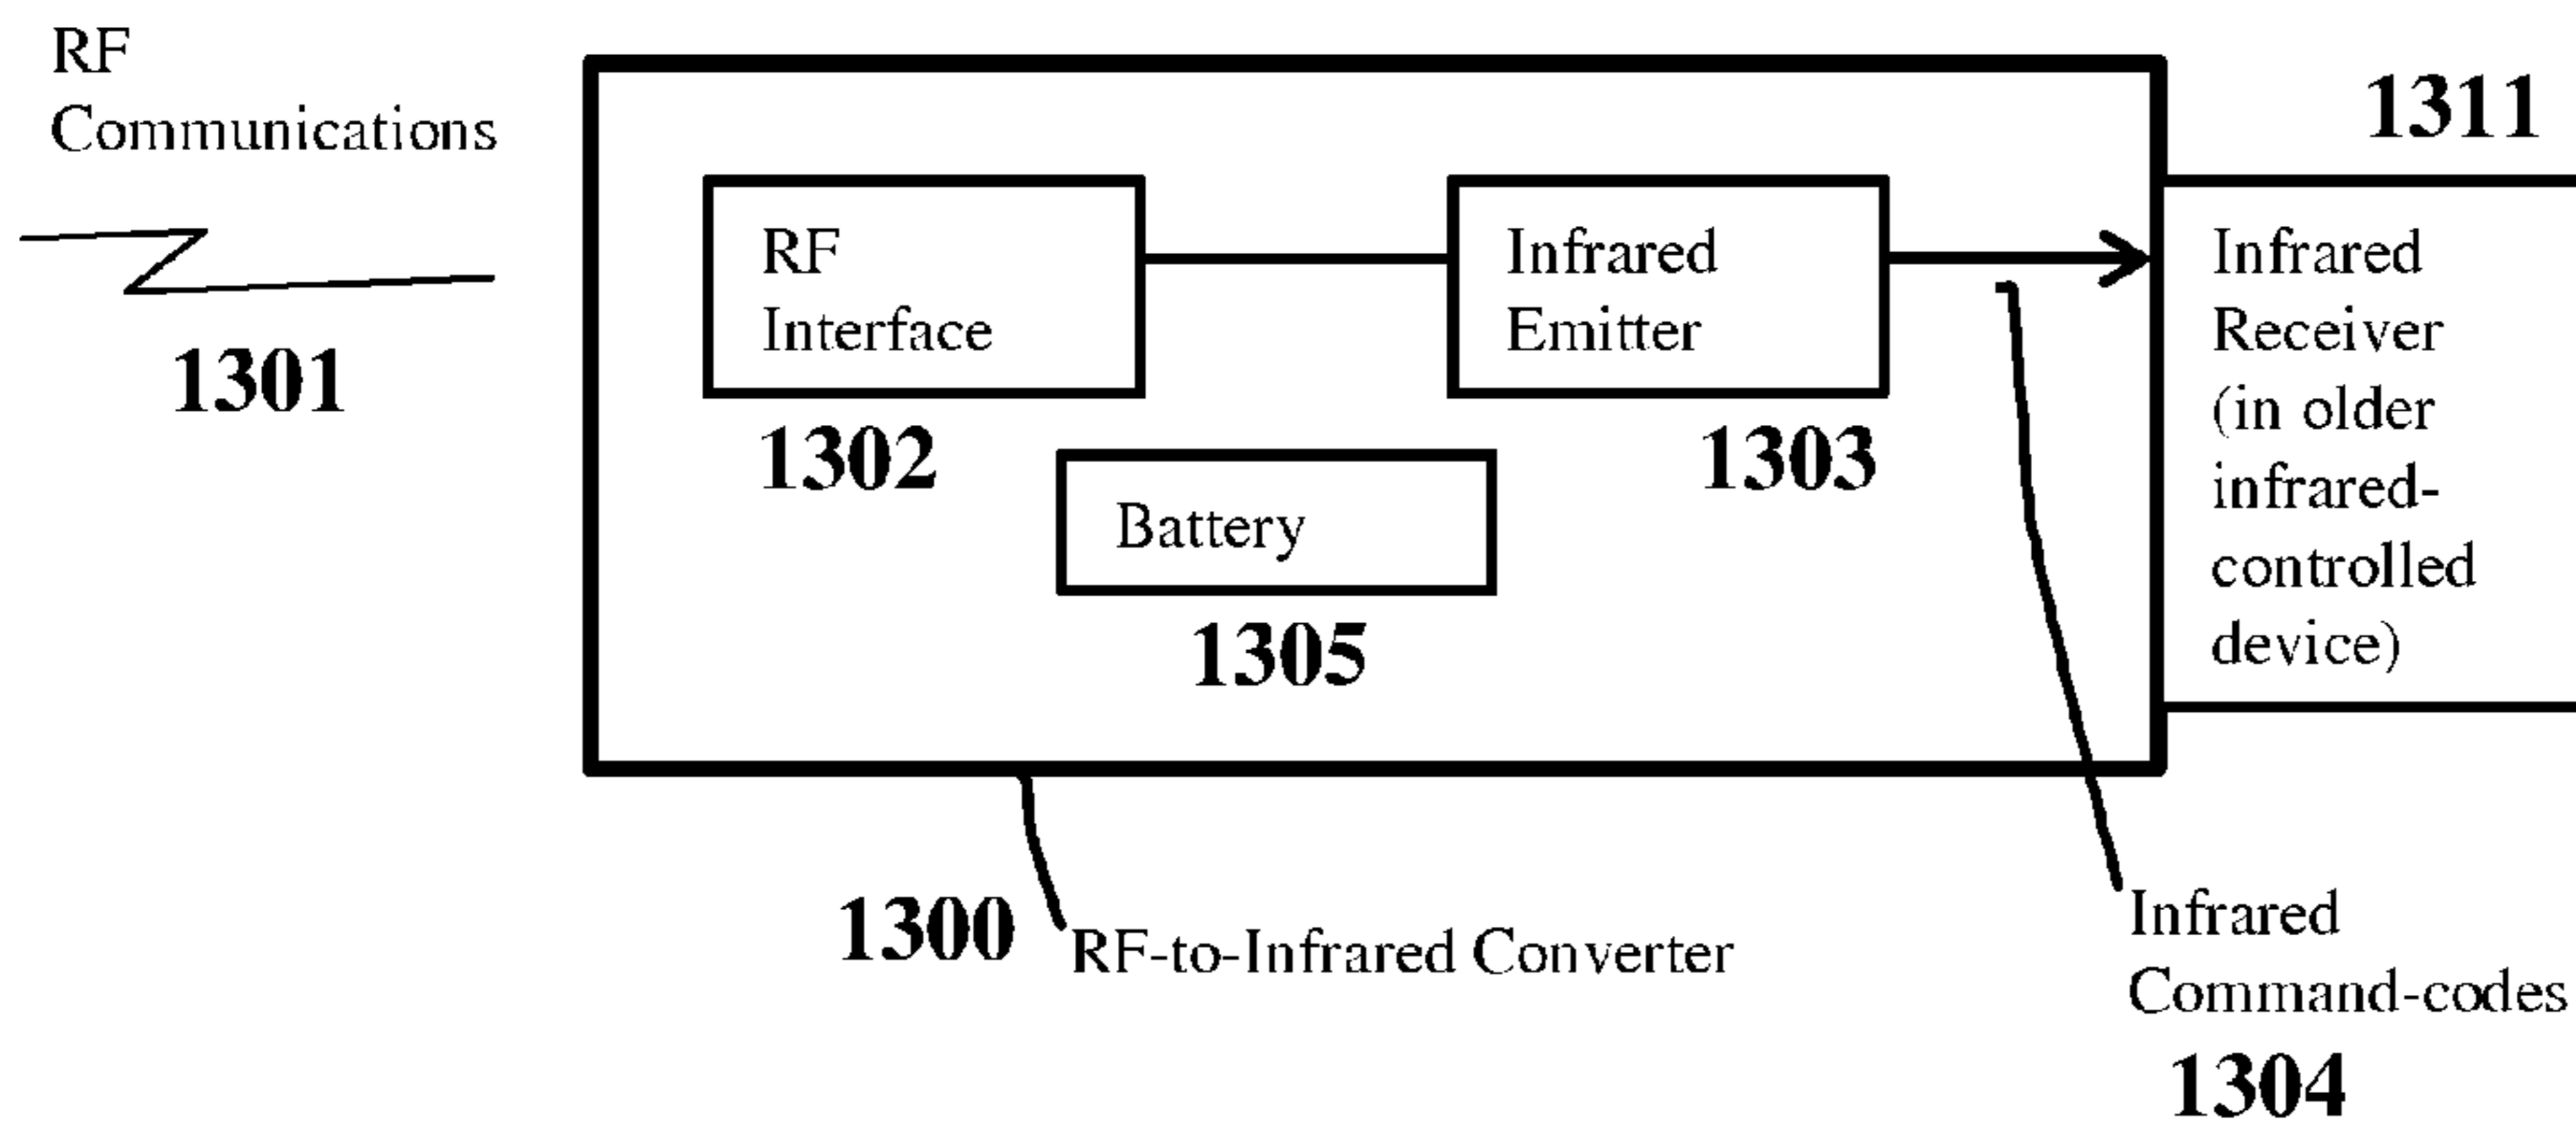 RF
Communications
1301
RF
Interface
1302
Infrared
Emitter
1303
Battery
1305
1311
Infrared
Receiver
(in older
infrared-
controlled
device)
1300
RF-to-Infrared Converter
Infrared
Command-codes
1304